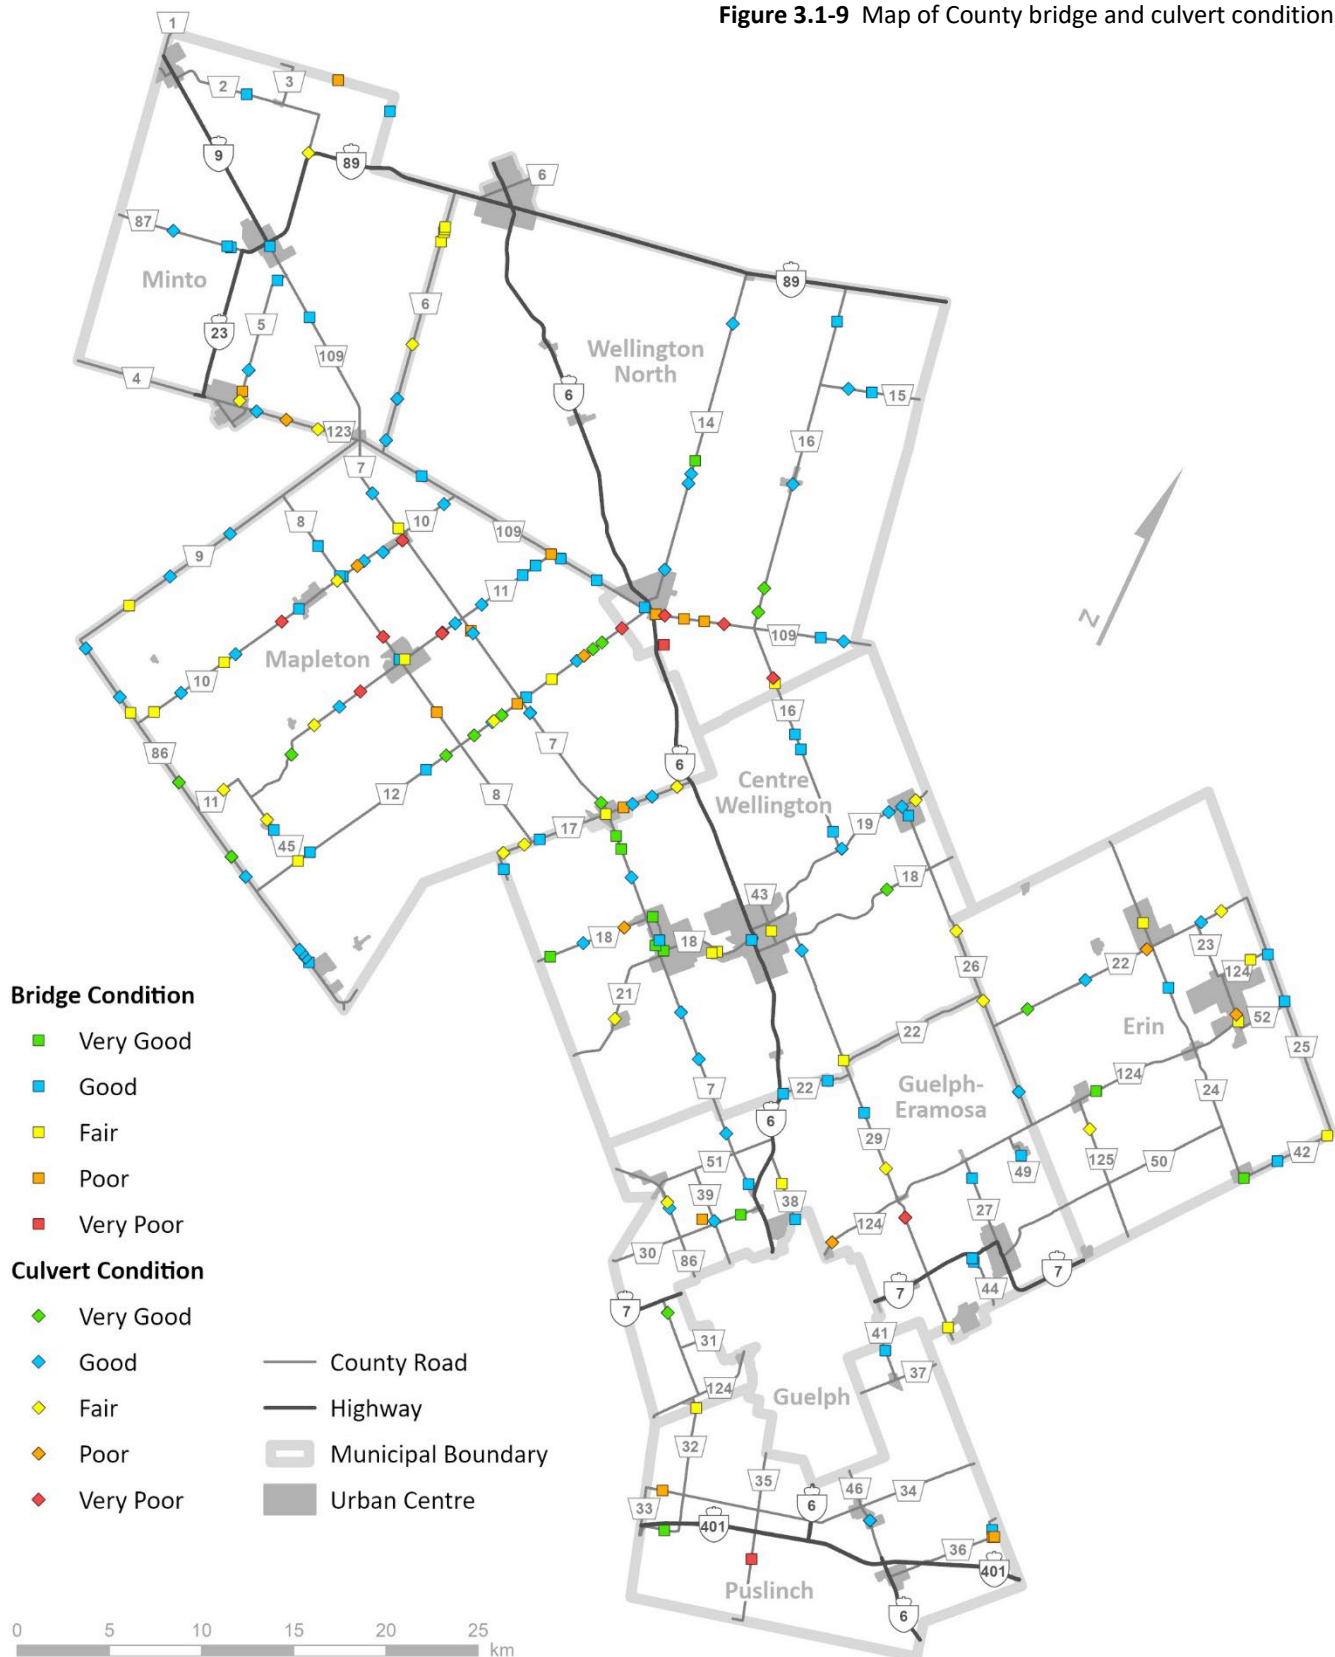 Figure 3.1-9 Map of County bridge and culvert condition
1
2
3
9
89
6
87
Minto
89
6
5
23
109
Wellington
North
4
6
14
15
16
123
7
8
10
109
9
11
109
Mapleton
10
16
86
7
6
Centre
Wellington
11
12
8
19
45
17
18
43
18
18
23
22
26
124
21
Erin
52
22
25
7
22
Guelph-
Eramosa
124
24
6
29
51
49
125
50
42
39
38
27
124
30
86
7
7
44
7
41
31
37
124
Guelph
32
35
46
34
33
6
401
36
401
Puslinch
6
Bridge Condition
Very Good
Good
Fair
Poor
Very Poor
Culvert Condition
Very Good
Good
Fair
Poor
Very Poor
County Road
Highway
Municipal Boundary
Urban Centre
N
0 5 10 15 20 25
km